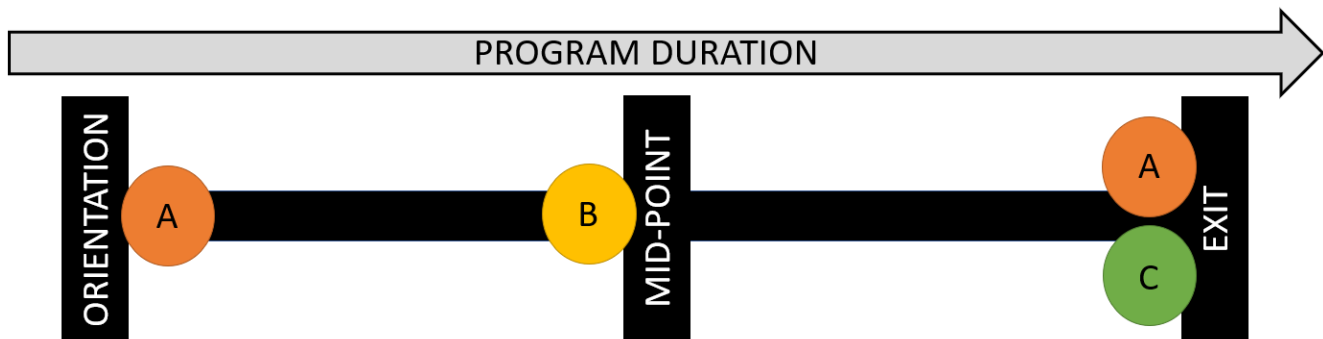 PROGRAM DURATION
ORIENTATION
A
B
MID-POINT
A
C
EXIT